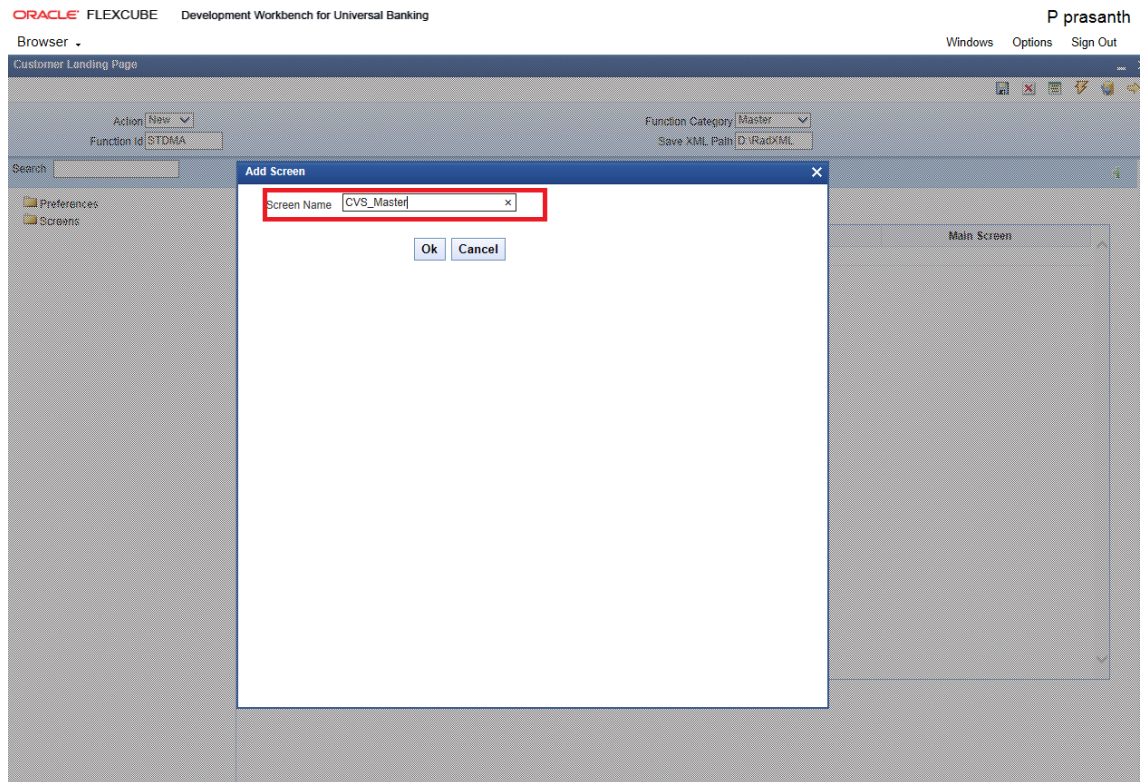 ORACLE FLEXCUBE Development Workbench for Universal Banking P prasanth
Browser Windows Options Sign Out
Customer Landing Page
Action New Function Category Master
Function Id STDMA Save XML Path D:\RadXML
Search
Add Screen
Preferences
Screens
Screen Name CVS_Master
Main Screen
Ok Cancel